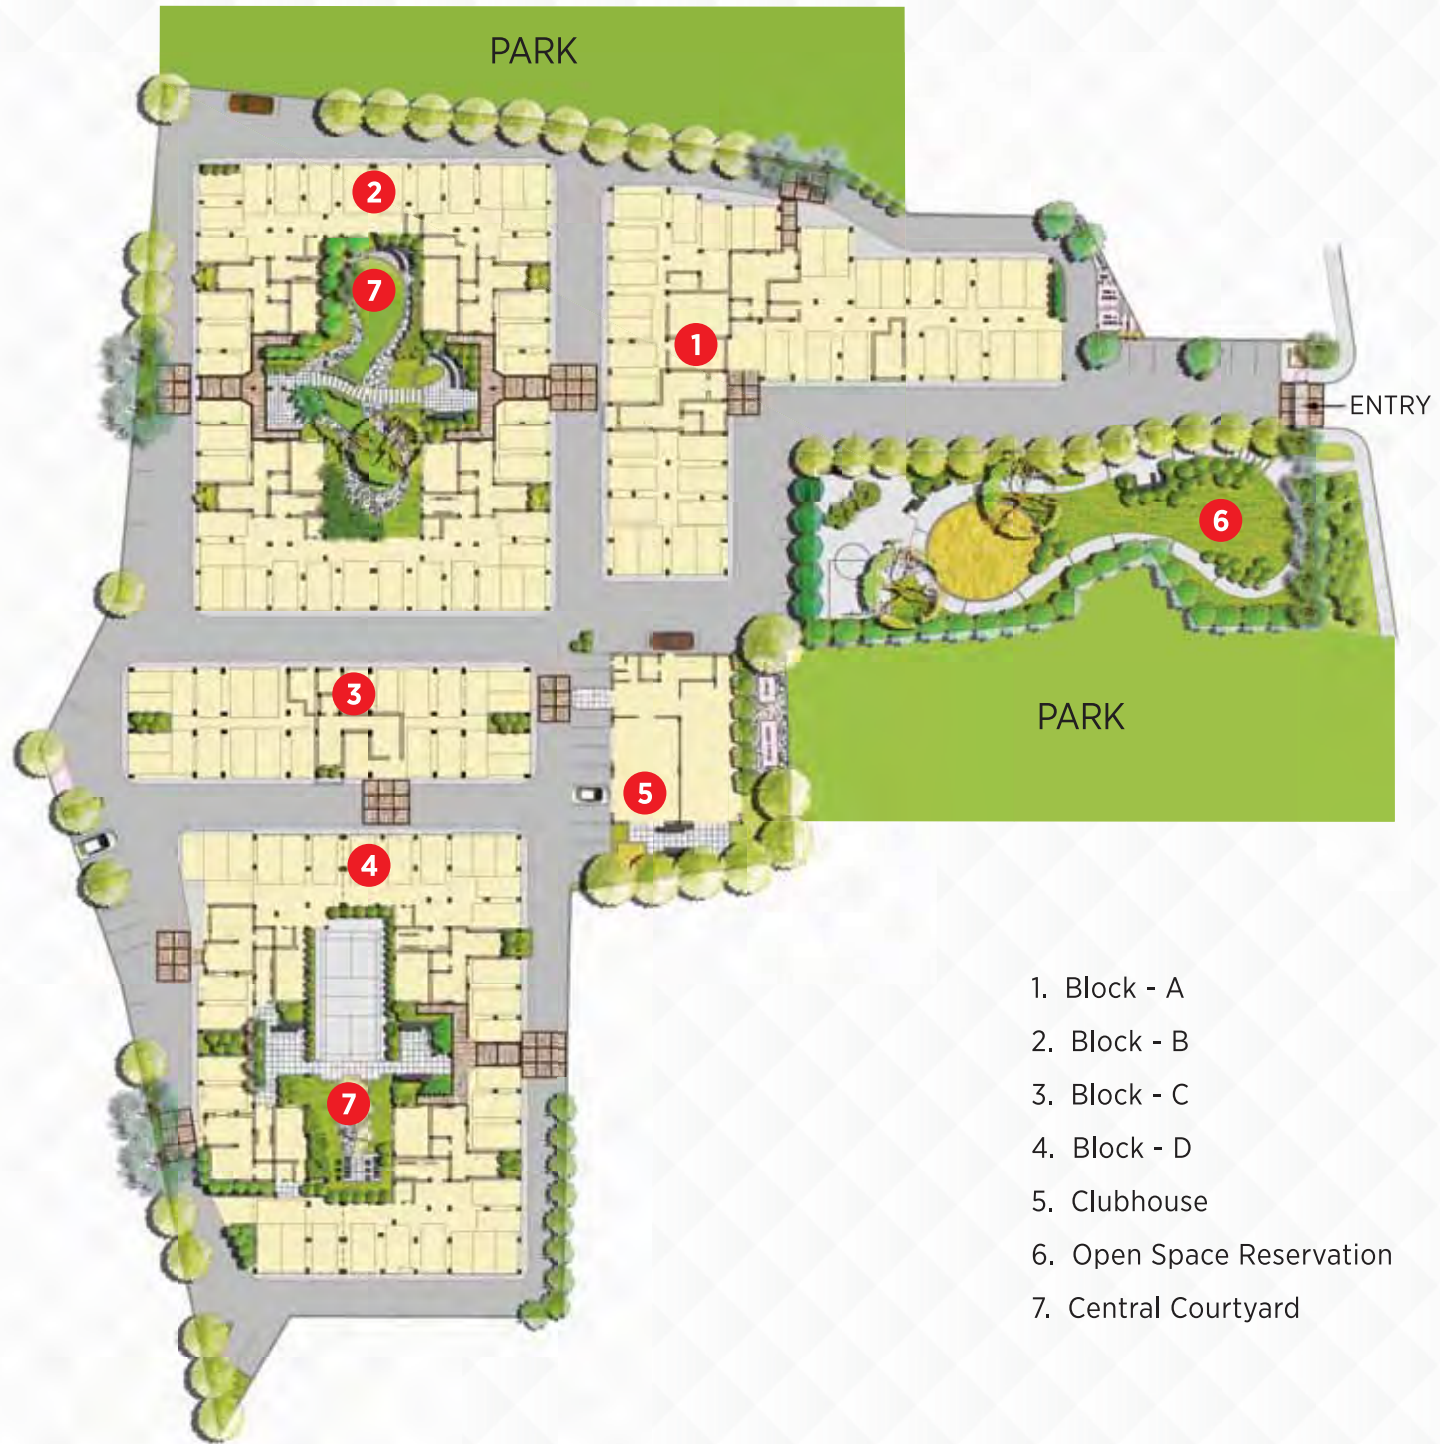 PARK
2
7
1
ENTRY
6
3
PARK
5
4
7
1. Block - A
2. Block - B
3. Block - C
4. Block - D
5. Clubhouse
6. Open Space Reservation
7. Central Courtyard